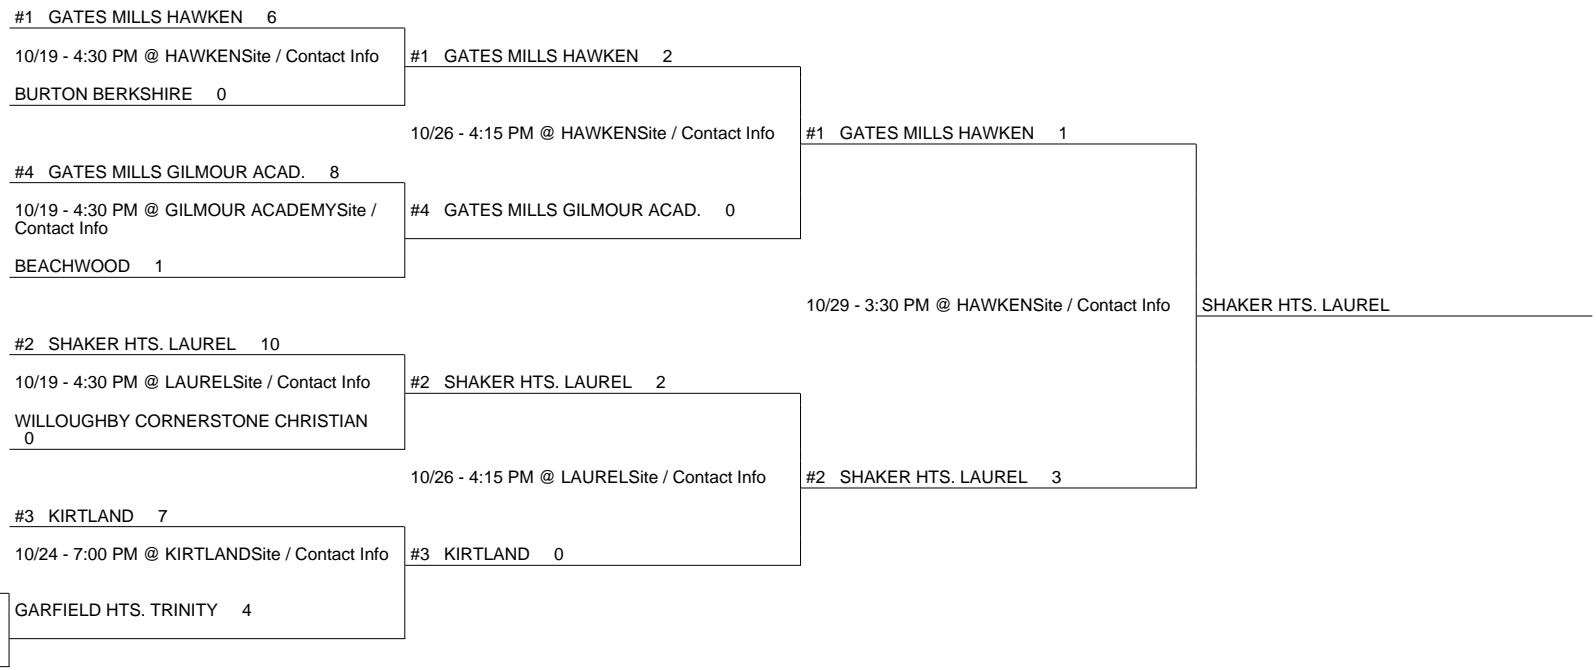 #1 GATES MILLS HAWKEN 6
10/19 - 4:30 PM @ HAWKENSite / Contact Info
BURTON BERKSHIRE 0
#4 GATES MILLS GILMOUR ACAD. 8
10/19 - 4:30 PM @ GILMOUR ACADEMYSite /
Contact Info
BEACHWOOD 1
#2 SHAKER HTS. LAUREL 10
10/19 - 4:30 PM @ LAURELSite / Contact Info
WILLOUGHBY CORNERSTONE CHRISTIAN
0
#3 KIRTLAND 7
10/24 - 7:00 PM @ KIRTLANDSite / Contact Info
GARFIELD HTS. TRINITY 4
#1 GATES MILLS HAWKEN 2
10/26 - 4:15 PM @ HAWKENSite / Contact Info
#4 GATES MILLS GILMOUR ACAD. 0
#2 SHAKER HTS. LAUREL 2
10/26 - 4:15 PM @ LAURELSite / Contact Info
#3 KIRTLAND 0
#1 GATES MILLS HAWKEN 1
10/29 - 3:30 PM @ HAWKENSite / Contact Info
#2 SHAKER HTS. LAUREL 3
SHAKER HTS. LAUREL